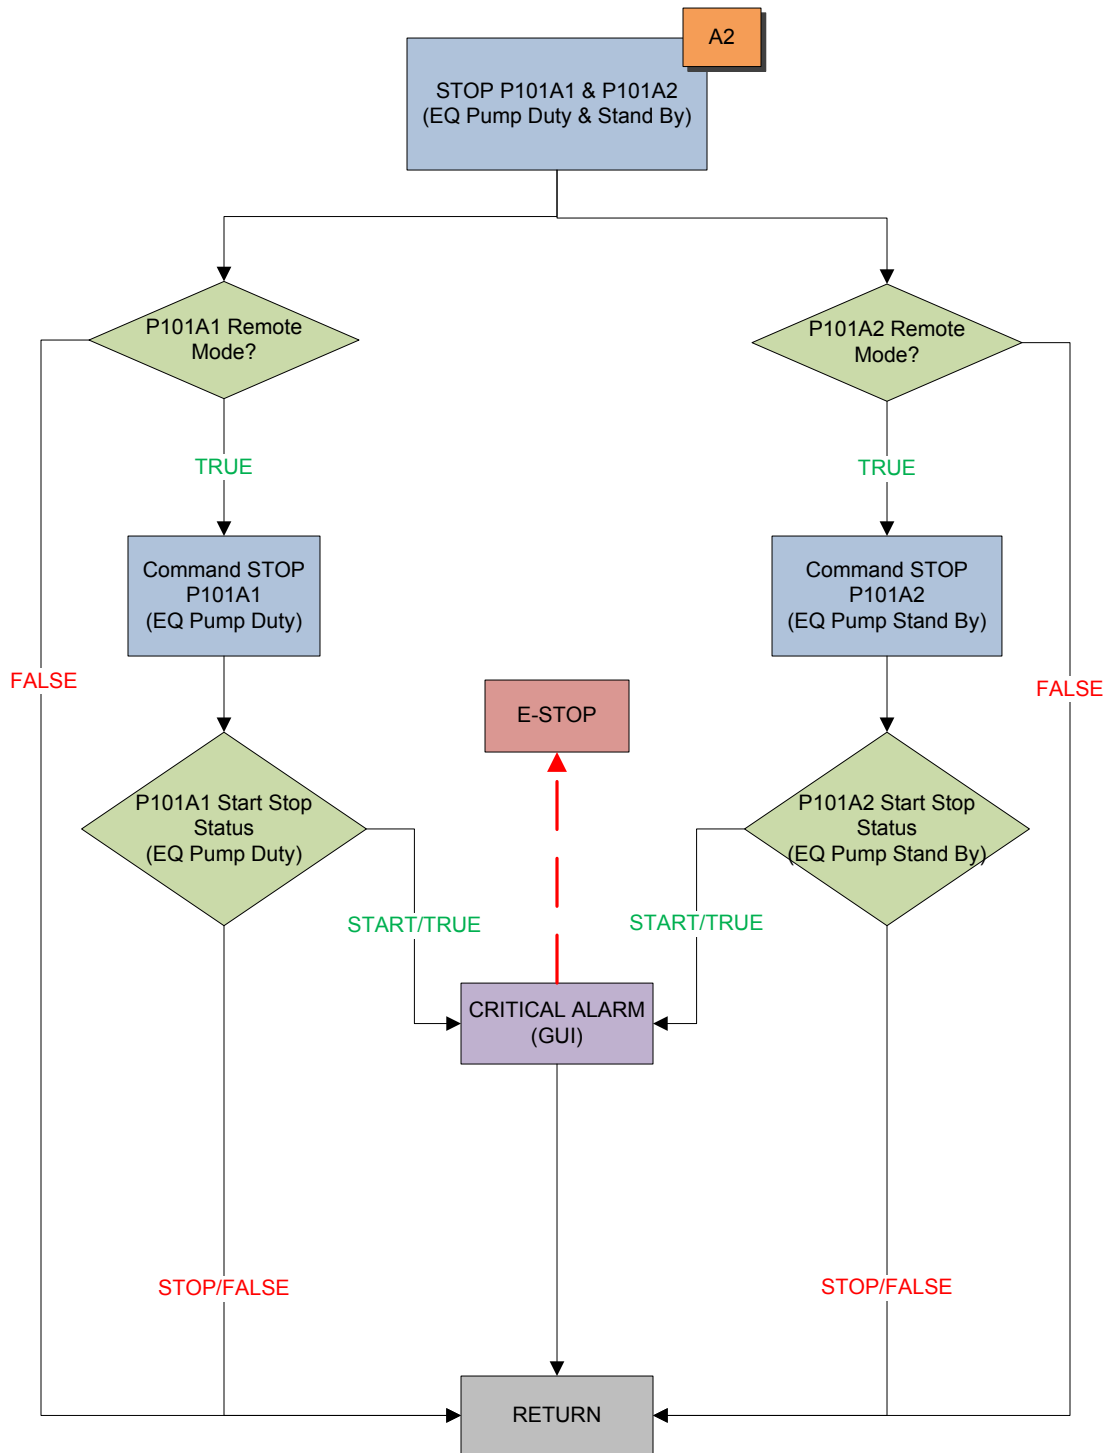 A2
STOP P101A1 & P101A2
(EQ Pump Duty & Stand By)
P101A1 Remote
Mode?
P101A2 Remote
Mode?
TRUE
TRUE
Command STOP
P101A1
(EQ Pump Duty)
Command STOP
P101A2
(EQ Pump Stand By)
FALSE
FALSE
E-STOP
P101A1 Start Stop
Status
(EQ Pump Duty)
P101A2 Start Stop
Status
(EQ Pump Stand By)
START/TRUE
START/TRUE
CRITICAL ALARM
(GUI)
STOP/FALSE
STOP/FALSE
RETURN